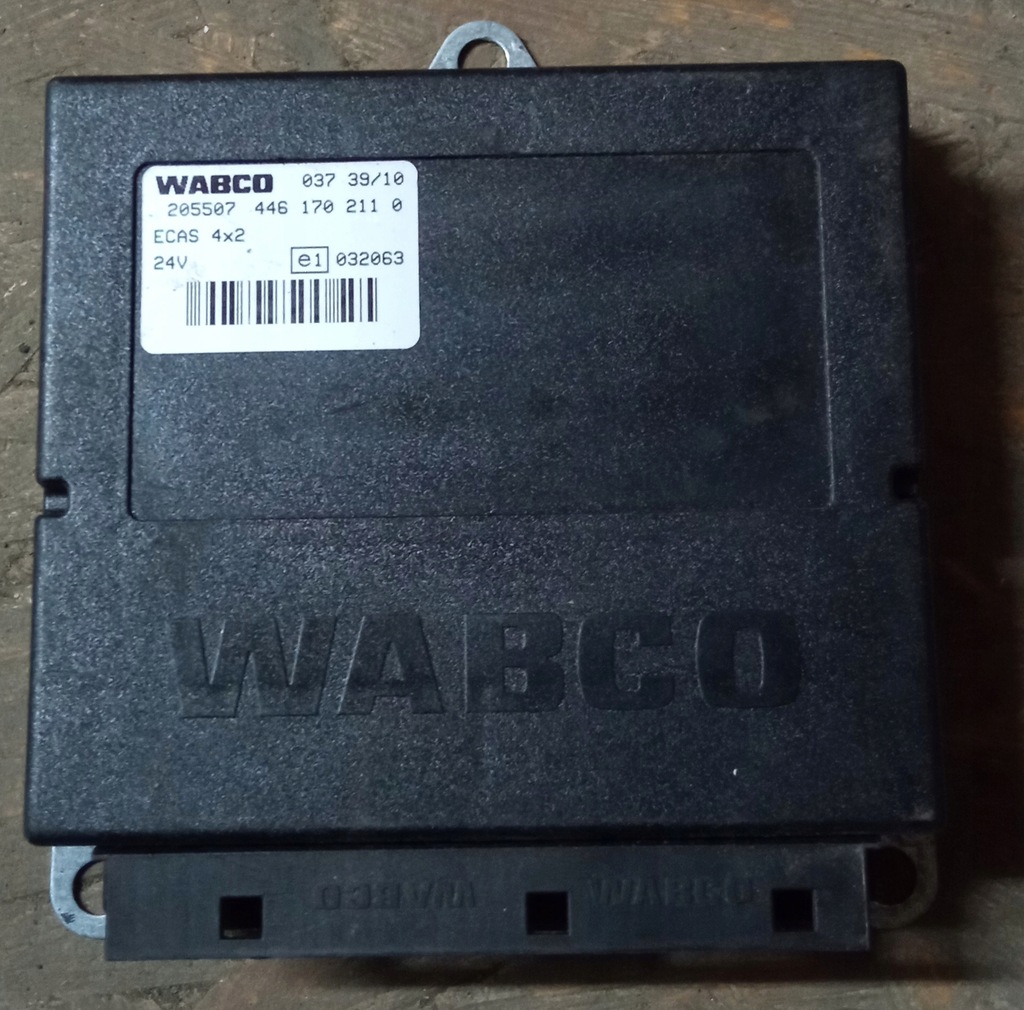 WABCO 037 39/10
205507 446 170 211 0
ECAS 4x2
24V e1 032063
WABCO
WABCO WABCO